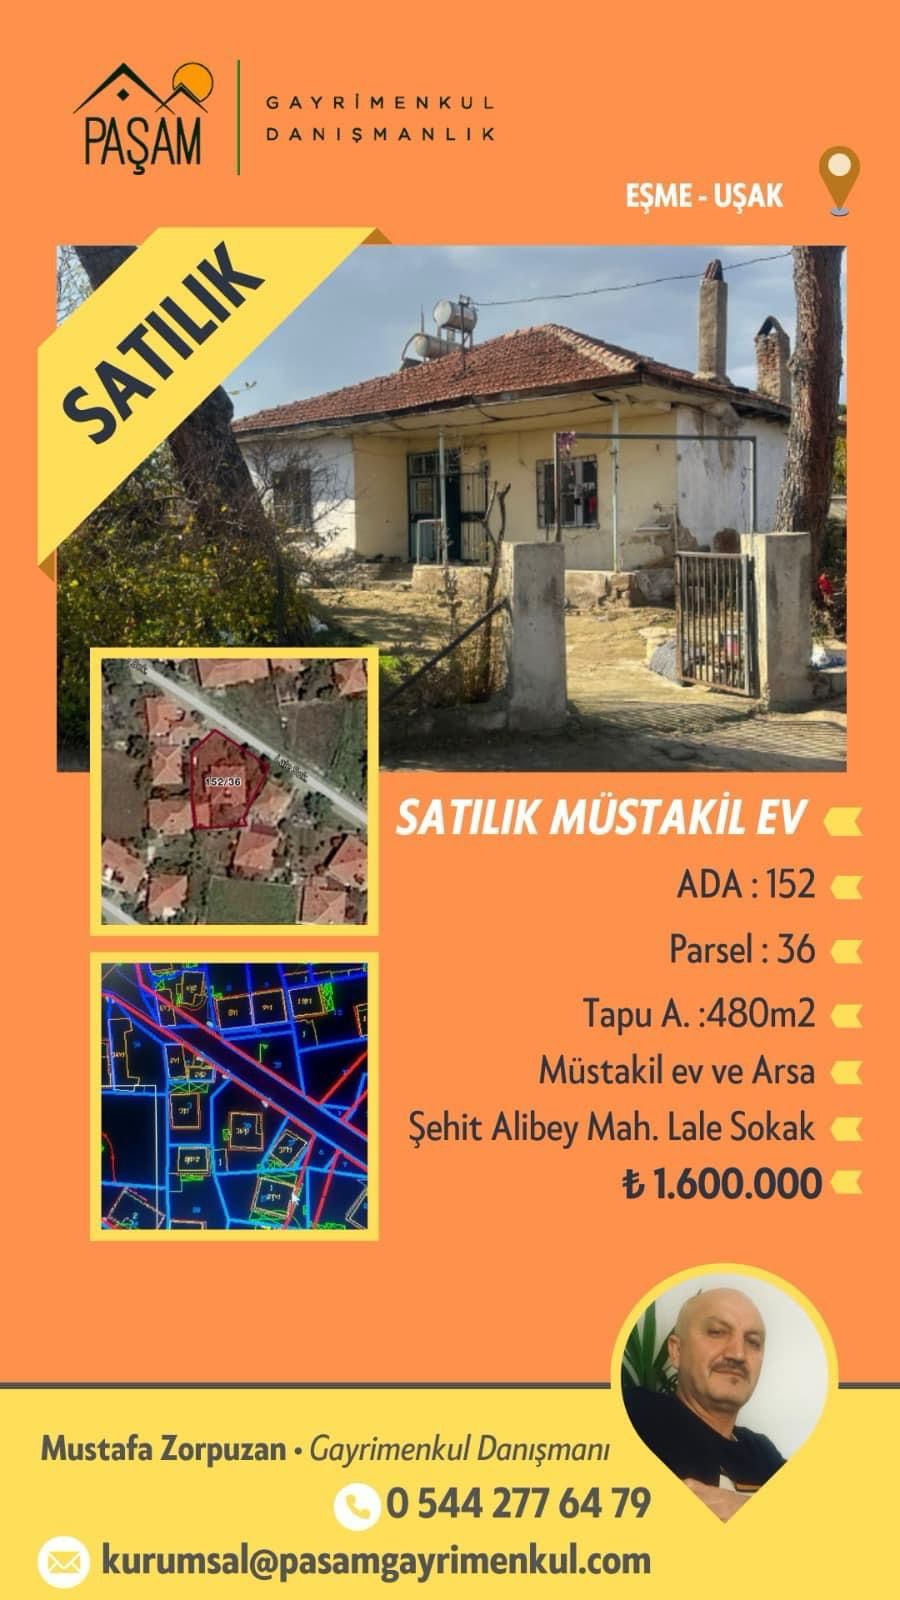 PAŞAM
GAYRİMENKUL
DANIŞMANLIK
EŞME - UŞAK
SATILIK
152/36
Lale Sok.
SATILIK MÜSTAKİL EV
ADA : 152
Parsel : 36
Tapu A. :480m2
Müstakil ev ve Arsa
Şehit Alibey Mah. Lale Sokak
₺ 1.600.000
Mustafa Zorpuzan • Gayrimenkul Danışmanı
0 544 277 64 79
kurumsal@pasamgayrimenkul.com